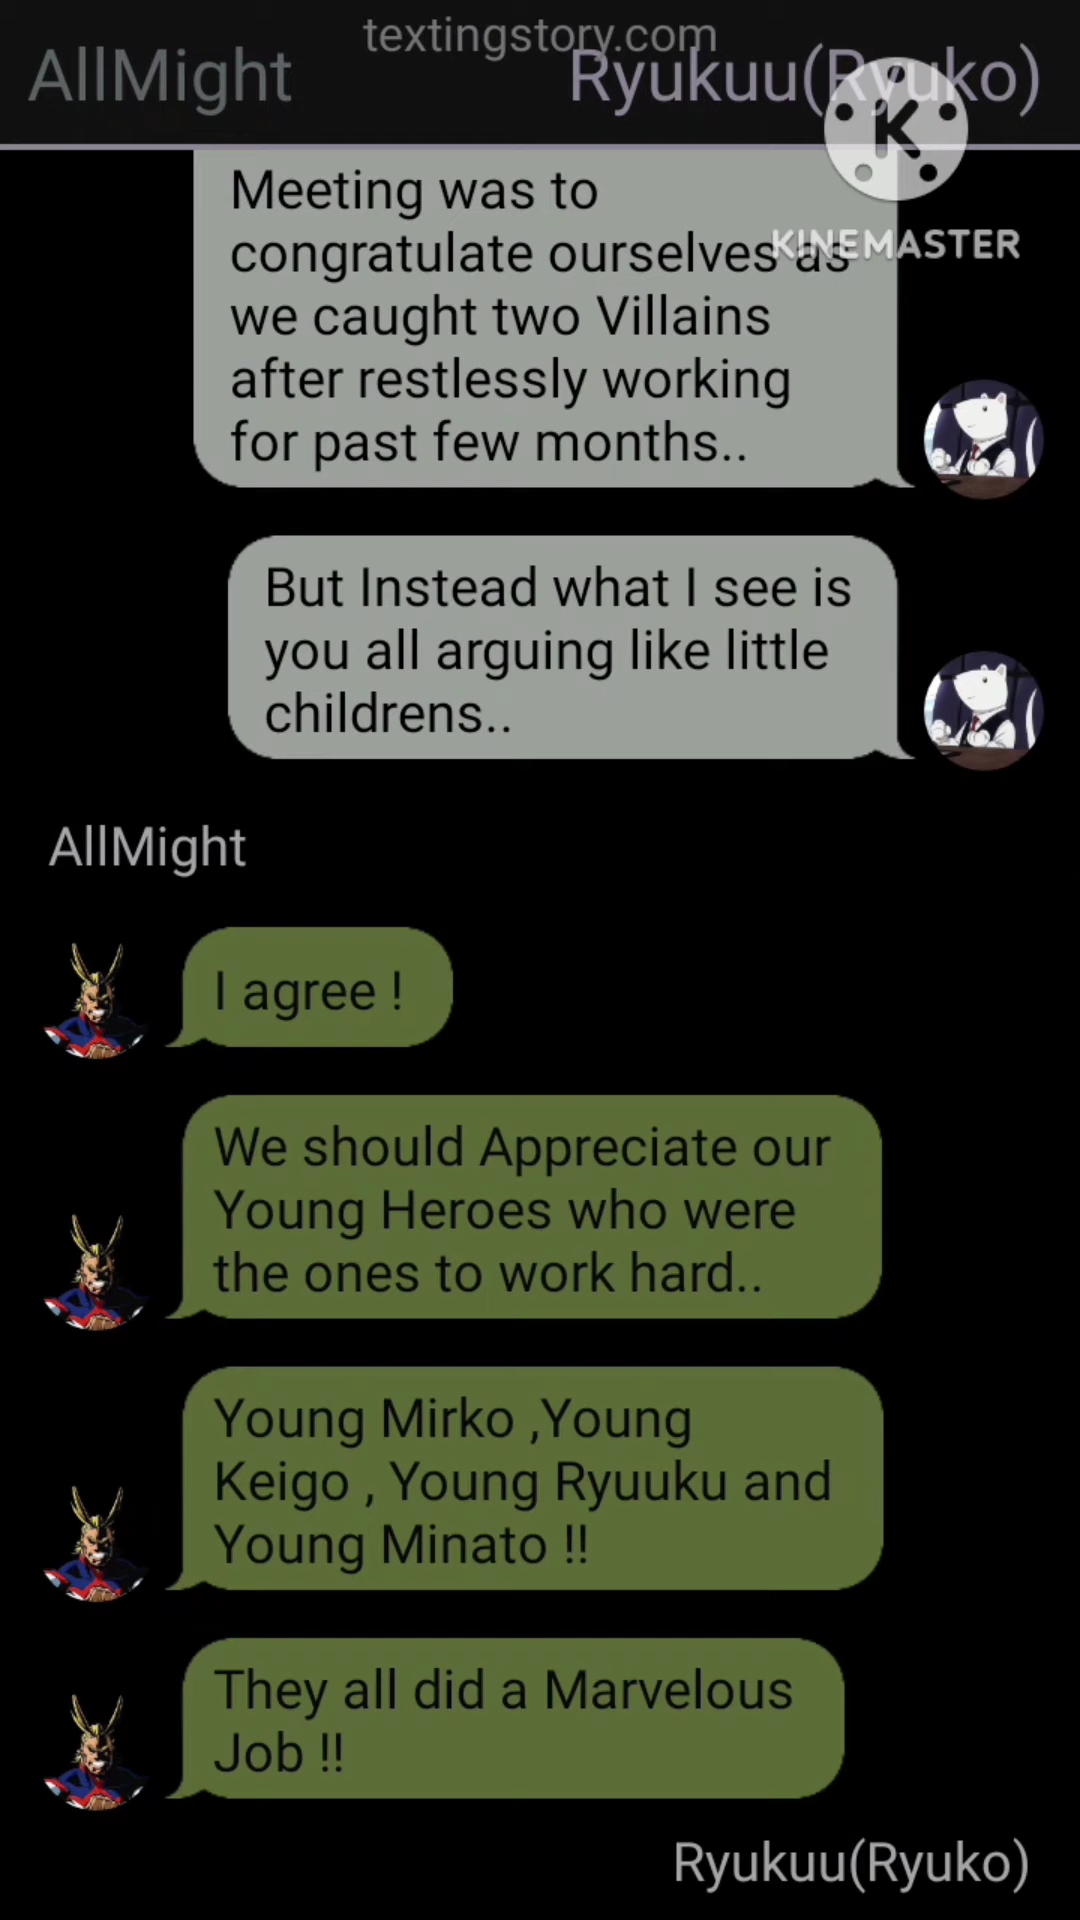 textingstory.com
AllMight
Ryukuu(Ryuko)
K
KINEMASTER
Meeting was to
congratulate ourselves as
we caught two Villains
after restlessly working
for past few months..
But Instead what I see is
you all arguing like little
childrens..
AllMight
I agree !
We should Appreciate our
Young Heroes who were
the ones to work hard..
Young Mirko ,Young
Keigo , Young Ryuuku and
Young Minato !!
They all did a Marvelous
Job !!
Ryukuu(Ryuko)